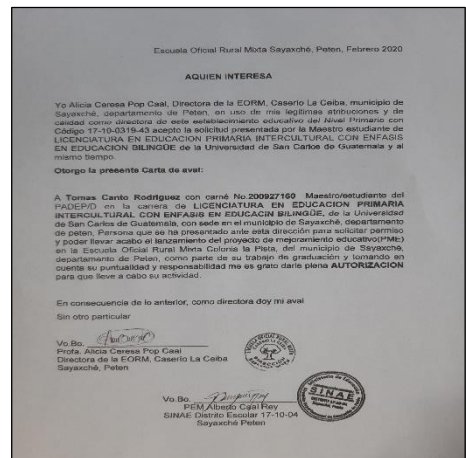 Escuela Oficial Rural Mixta Sayaxché, Peten, Febrero 2020
AQUIEN INTERESA
Yo Alicia Ceresa Pop Caál, Directora de la EORM, Caserío La Ceiba, municipio de
Sayaxché, departamento de Peten, en uso de mis legítimas atribuciones y de
calidad como directora de este establecimiento educativo del Nivel Primario con
Código 17-10-0319-43 acepto la solicitud presentada por la Maestro estudiante de
LICENCIATURA EN EDUCACION PRIMARIA INTERCULTURAL CON ENFASIS
EN EDUCACION BILINGÜE de la Universidad de San Carlos de Guatemala y al
mismo tiempo.
Otorgo la presente Carta de aval:
A Tomas Canto Rodriguez con carné No.200927160 Maestro/estudiante del
PADEP/D en la carrera de LICENCIATURA EN EDUCACION PRIMARIA
INTERCULTURAL CON ENFASIS EN EDUCACIN BILINGÜE, de la Universidad
de San Carlos de Guatemala, con sede en el municipio de Sayaxché, departamento
de peten, Persona que se ha presentado ante esta dirección para solicitar permiso
y poder llevar acabo el lanzamiento del proyecto de mejoramiento educativo(PME)
en la Escuela Oficial Rural Mixta Colonia la Pista, del municipio de Sayaxché,
departamento de Peten, como parte de su trabajo de graduación y tomando en
cuenta su puntualidad y responsabilidad me es grato darle plena AUTORIZACION
para que lleve a cabo su actividad.
En consecuencia de lo anterior, como directora doy mi aval
Sin otro particular
Vo.Bo.
Profa. Alicia Ceresa Pop Caal
Directora de la EORM, Caserío La Ceiba
Sayaxché, Peten
Vo.Bo.
PEM Alberto Caal Rey
SINAE Distrito Escolar 17-10-04
Sayaxché Peten
SINAE